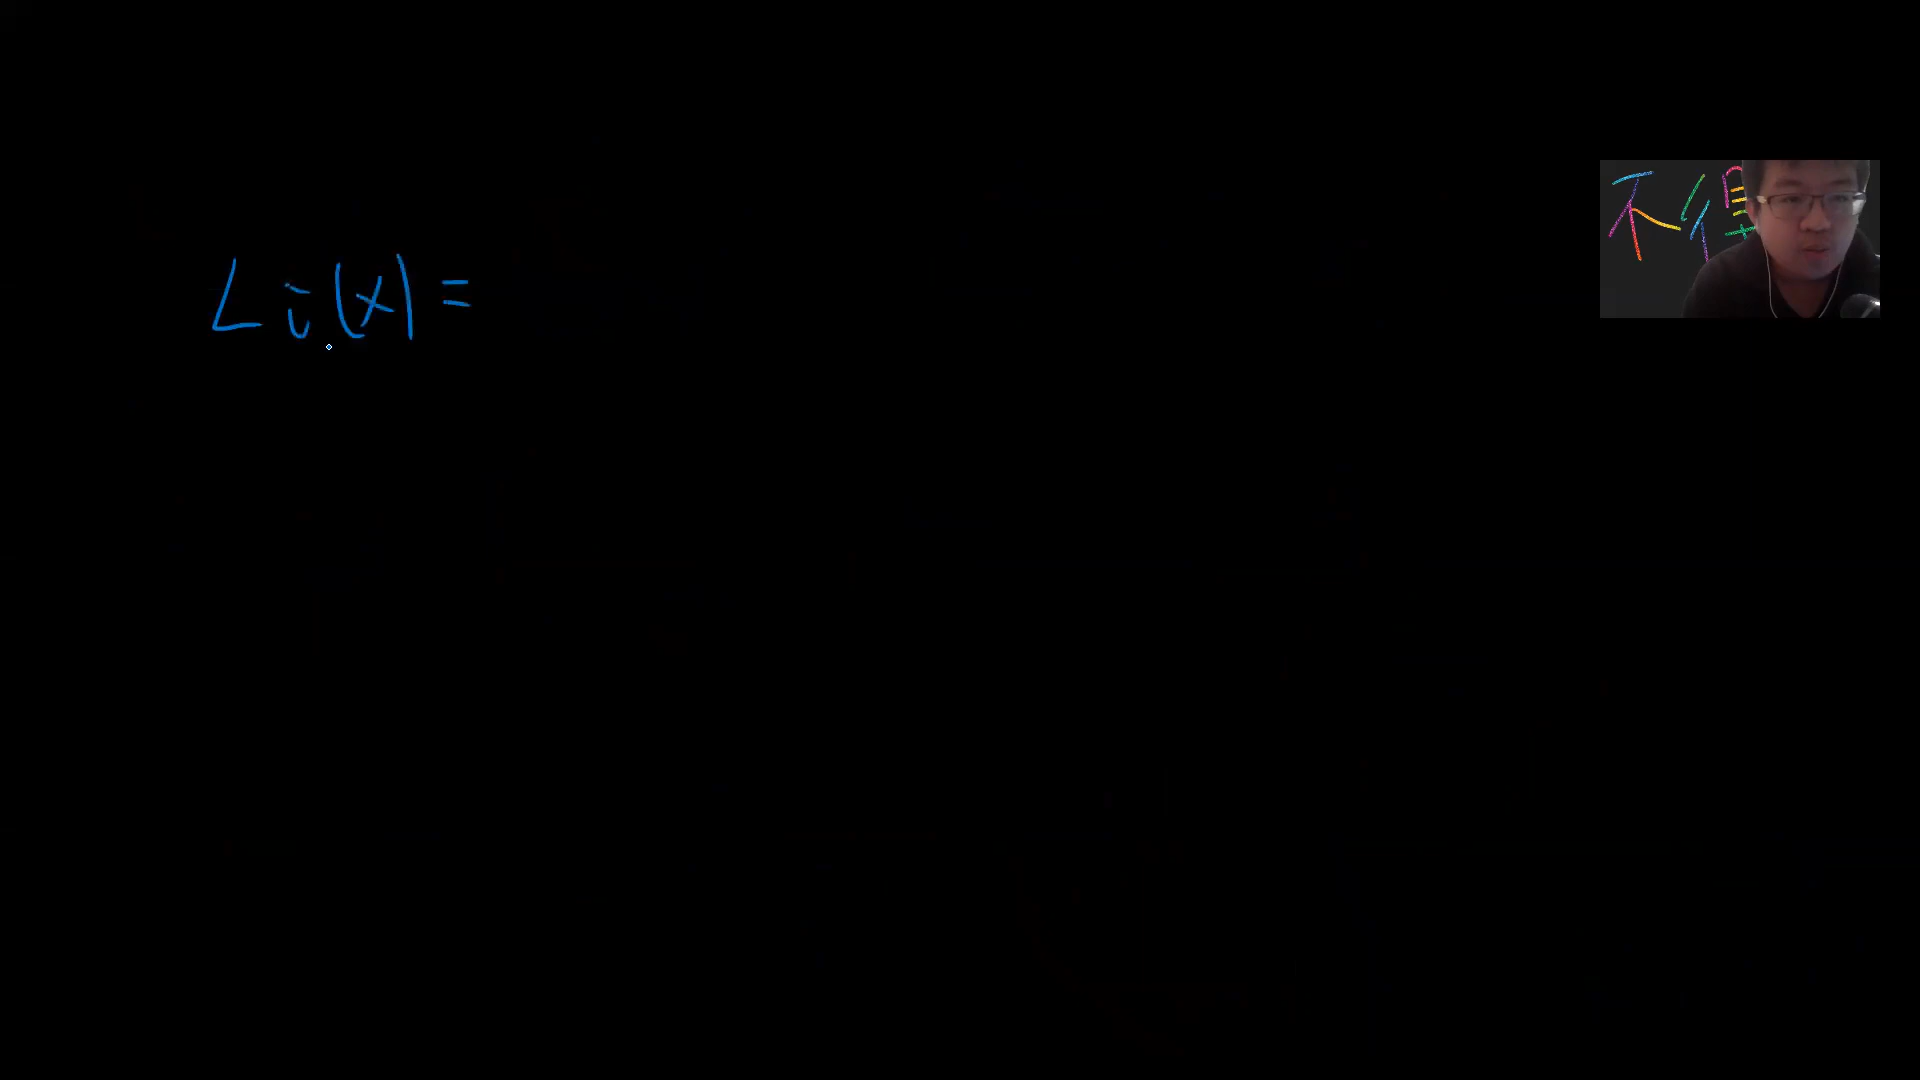 Li(x) =
不得